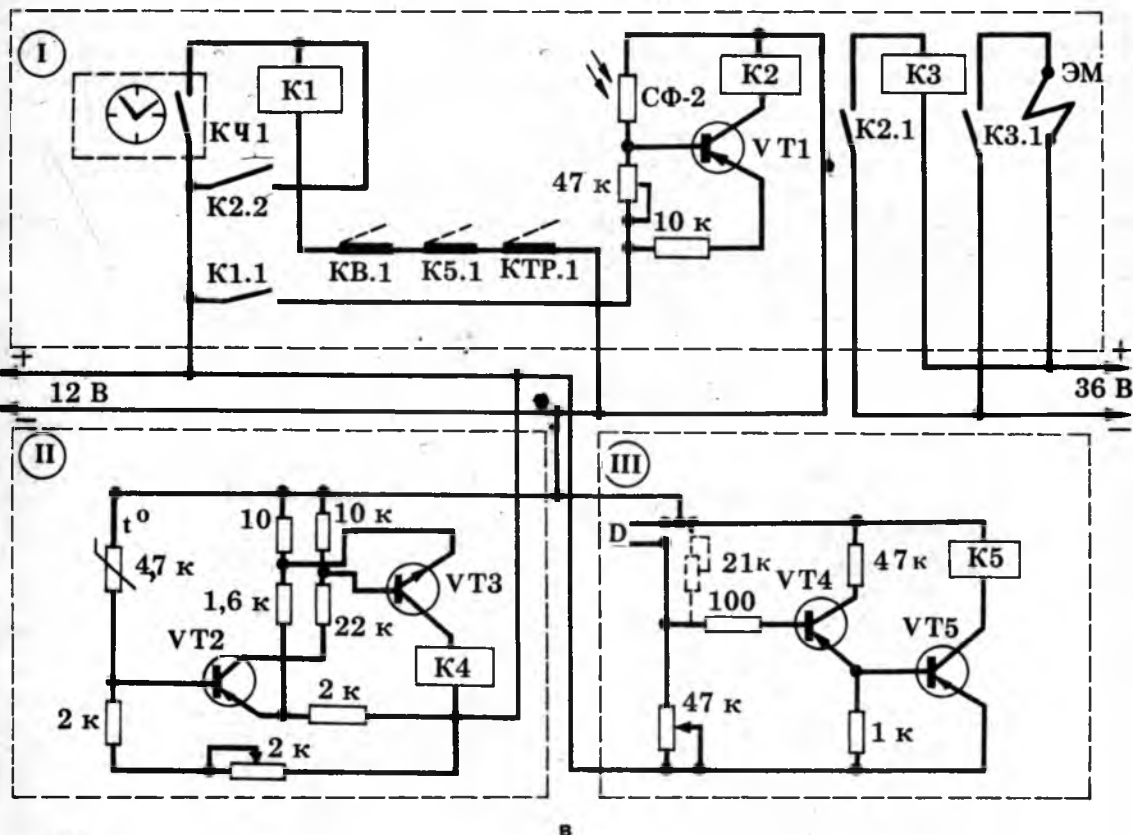 I
К1
КЧ1
К2.2
К1.1
КВ.1
К5.1
КТР.1
СФ-2
47 к
10 к
К2
VT1
К2.1
К3
К3.1
ЭМ
+
12 В
−
+
36 В
−
II
t°
4,7 к
2 к
VT2
10
10 к
1,6 к
22 к
VT3
К4
2 к
2 к
III
D
21к
100
47 к
VT4
47к
К5
VT5
1 к
в